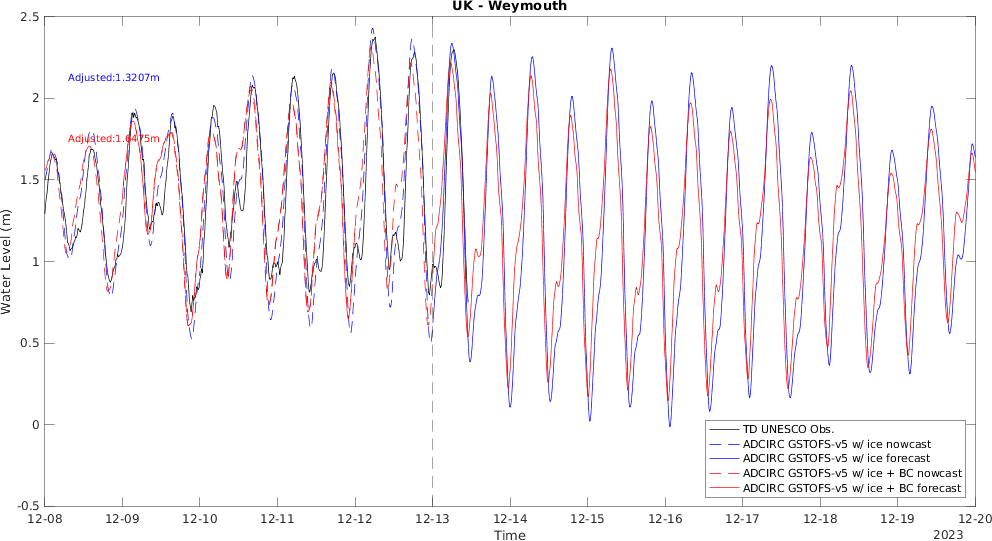 UK - Weymouth
2.5
2
1.5
1
0.5
0
-0.5
Water Level (m)
Adjusted:1.3207m
Adjusted:1.6475m
TD UNESCO Obs.
ADCIRC GSTOFS-v5 w/ ice nowcast
ADCIRC GSTOFS-v5 w/ ice forecast
ADCIRC GSTOFS-v5 w/ ice + BC nowcast
ADCIRC GSTOFS-v5 w/ ice + BC forecast
12-08 12-09 12-10 12-11 12-12 12-13 12-14 12-15 12-16 12-17 12-18 12-19 12-20
Time
2023